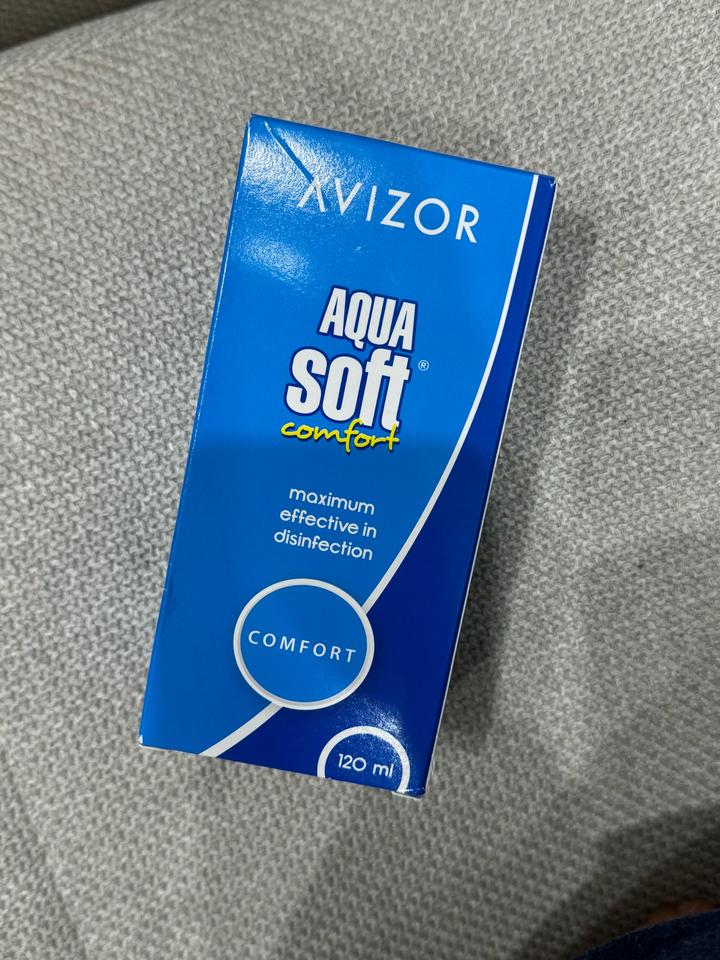 AVIZOR
AQUA
soft®
comfort
maximum
effective in
disinfection
COMFORT
120 ml